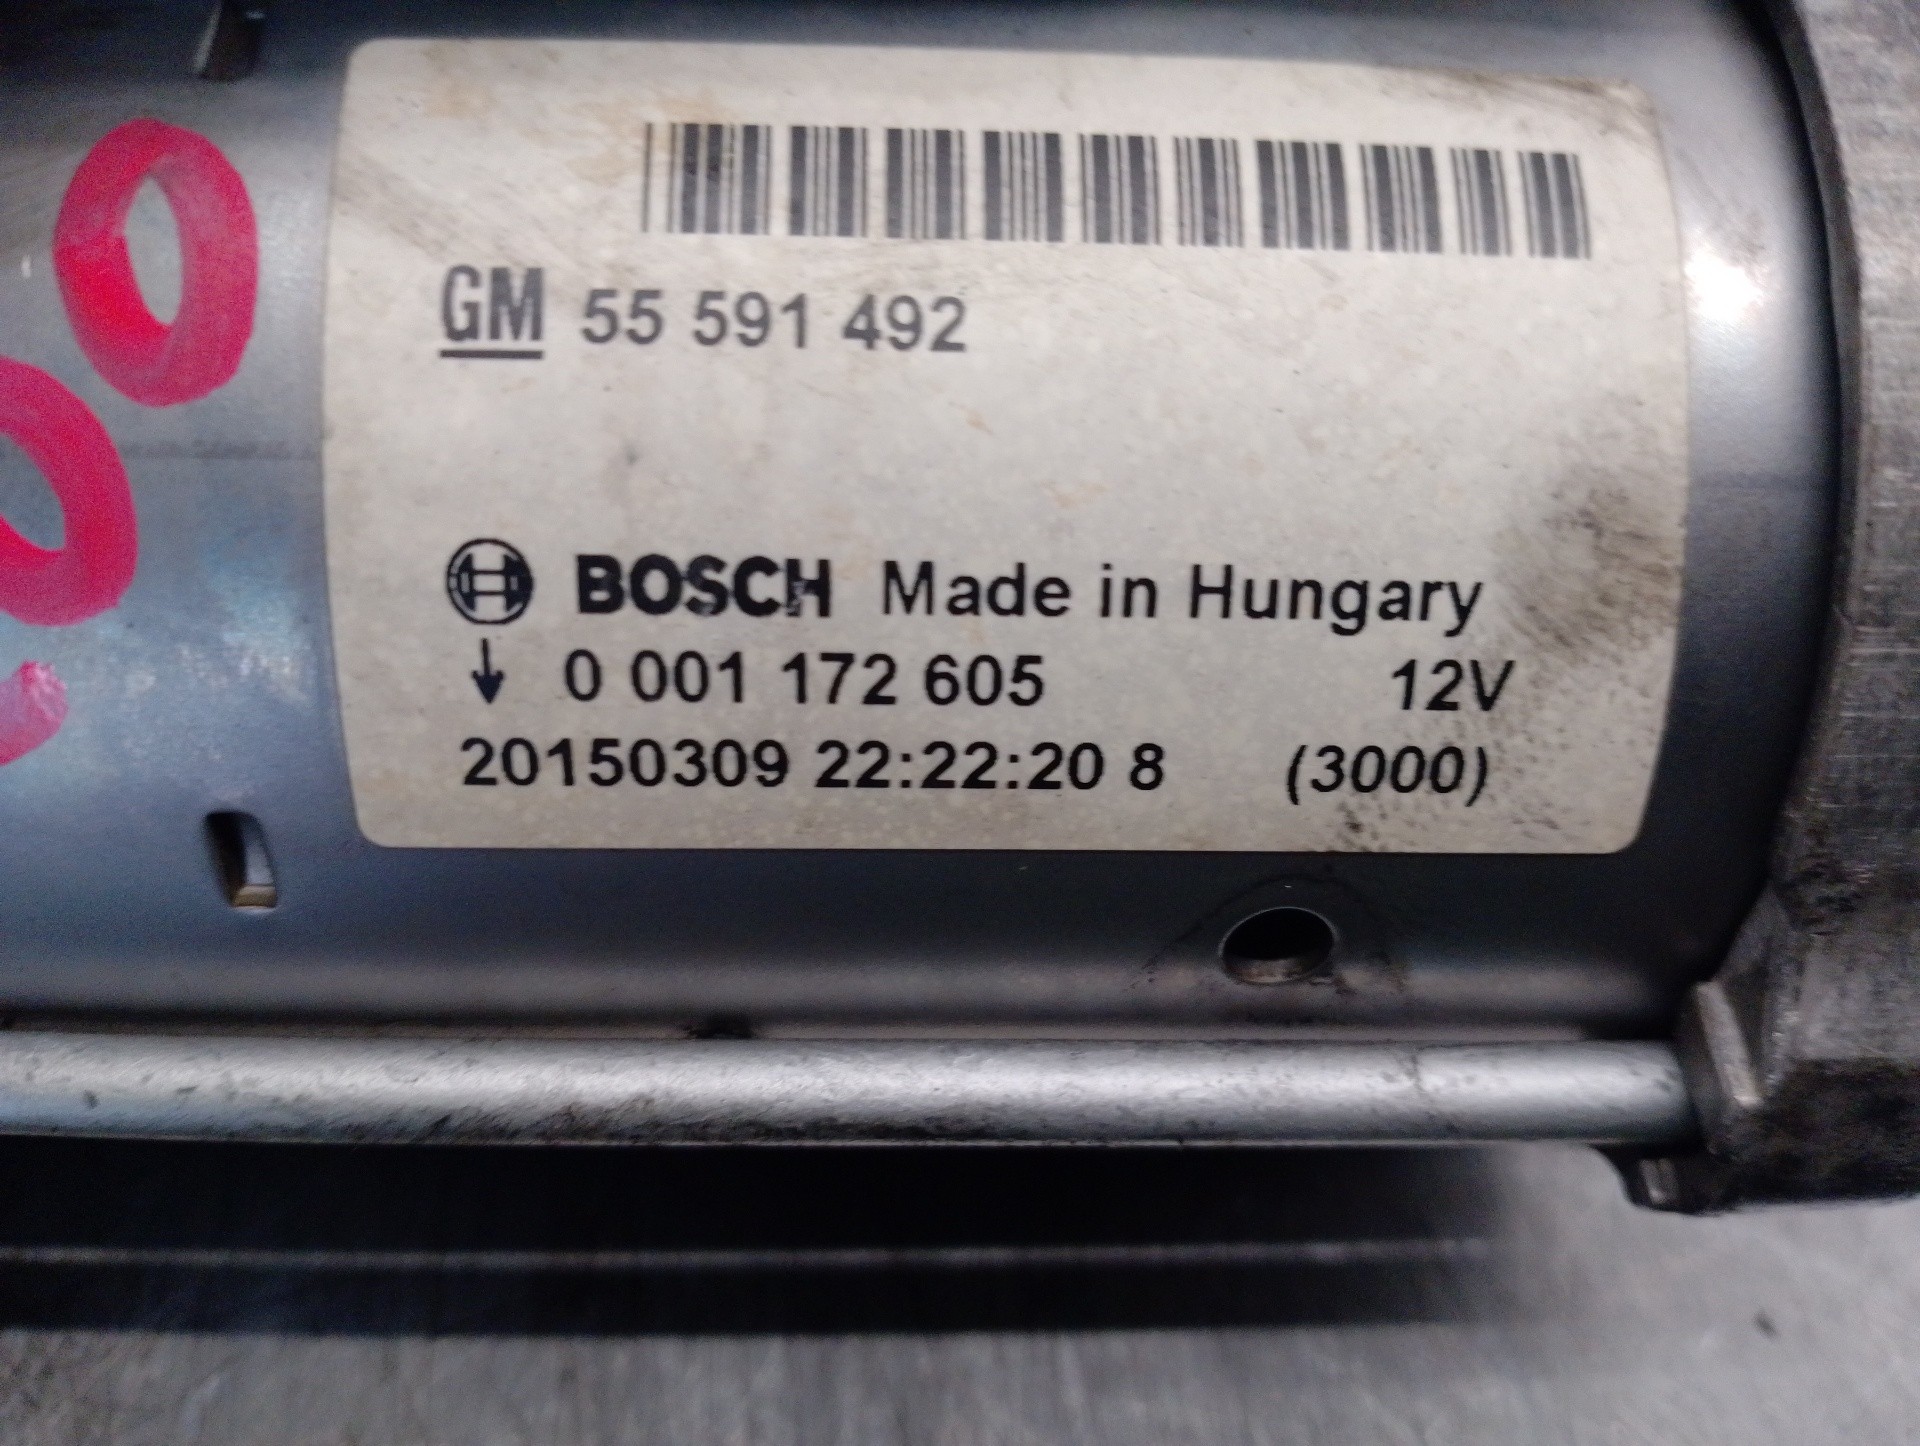 GM 55 591 492
BOSCH Made in Hungary
↓ 0 001 172 605 12V
20150309 22:22:20 8 (3000)